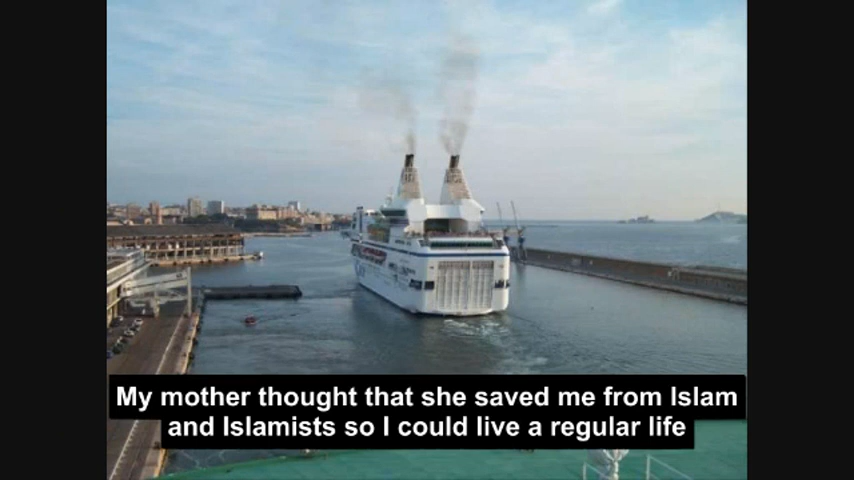 My mother thought that she saved me from Islam
and Islamists so I could live a regular life